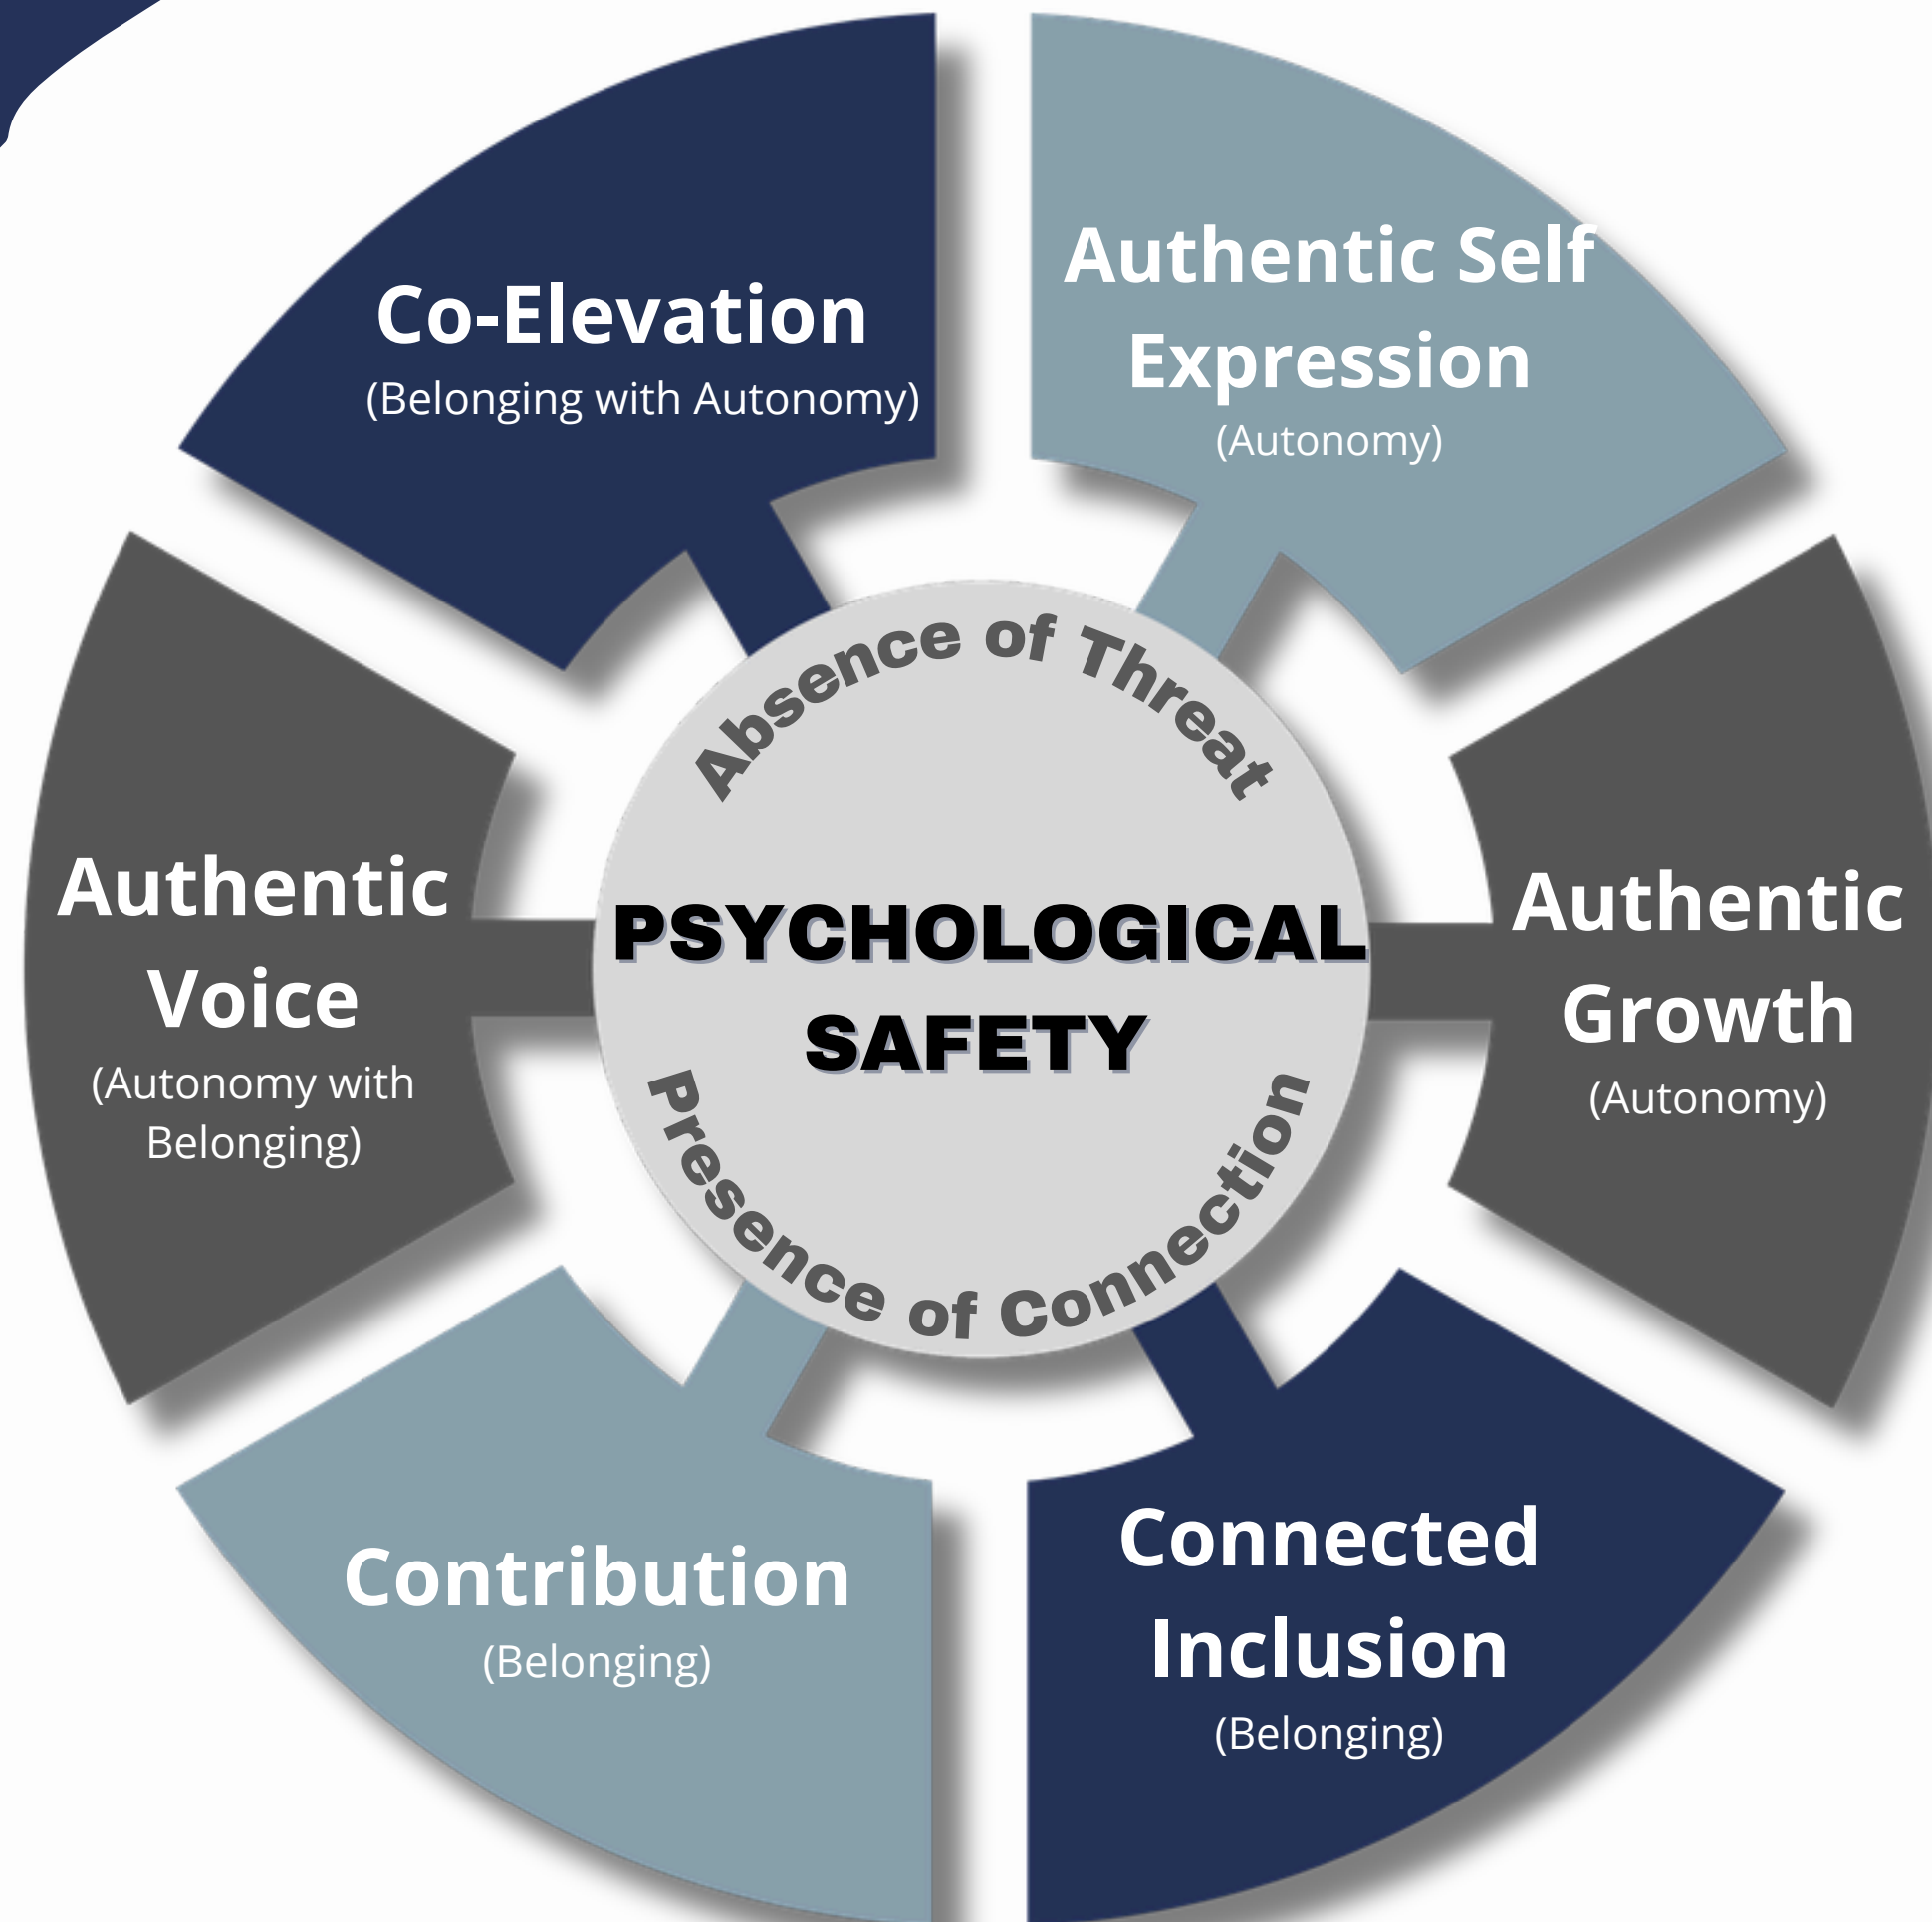 Co-Elevation
(Belonging with Autonomy)
Authentic Self
Expression
(Autonomy)
Absence of Threat
PSYCHOLOGICAL
SAFETY
Presence of Connection
Authentic
Voice
(Autonomy with
Belonging)
Authentic
Growth
(Autonomy)
Contribution
(Belonging)
Connected
Inclusion
(Belonging)